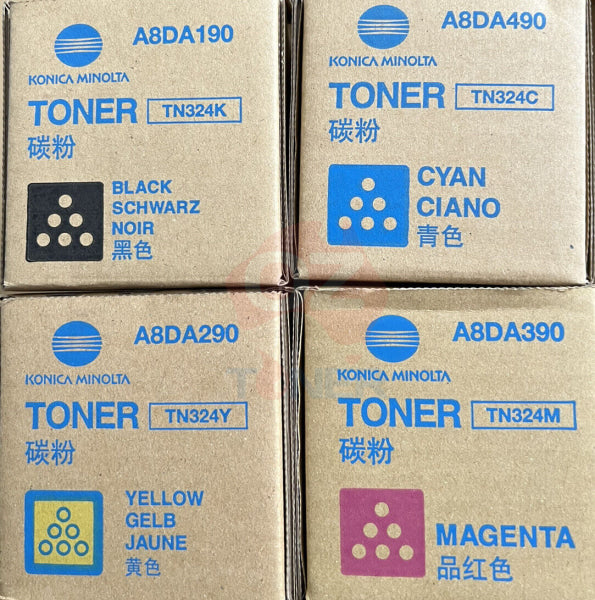 KONICA MINOLTA
A8DA190
TONER TN324K
碳粉
BLACK
SCHWARZ
NOIR
黑色
KONICA MINOLTA
A8DA490
TONER TN324C
碳粉
CYAN
CIANO
青色
KONICA MINOLTA
A8DA290
TONER TN324Y
碳粉
YELLOW
GELB
JAUNE
黄色
KONICA MINOLTA
A8DA390
TONER TN324M
碳粉
MAGENTA
品红色